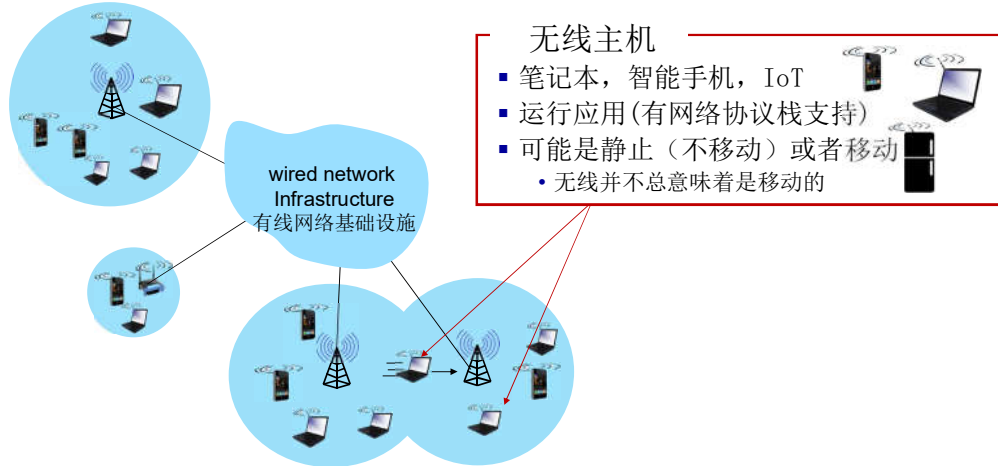 无线主机
▪ 笔记本，智能手机，IoT
▪ 运行应用(有网络协议栈支持)
▪ 可能是静止（不移动）或者移动
• 无线并不总意味着是移动的
wired network
Infrastructure
有线网络基础设施